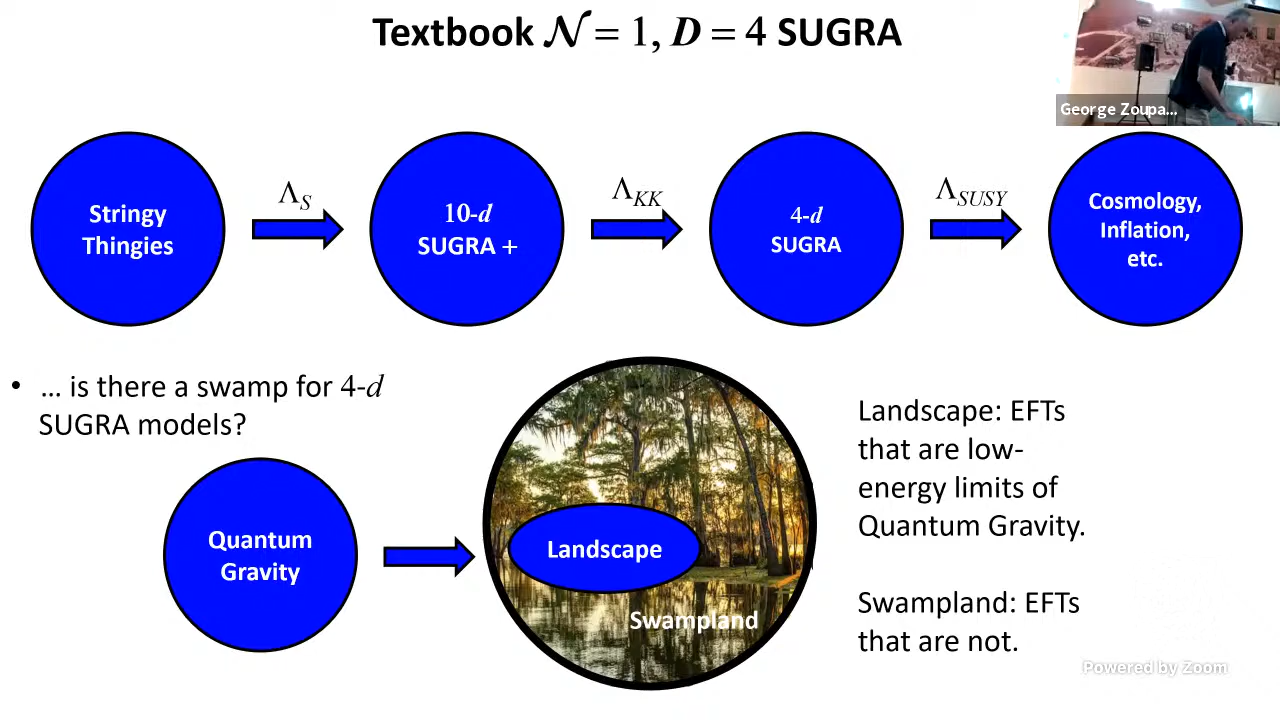 Textbook 𝒩 = 1, D = 4 SUGRA
George Zoupa...
Stringy
Thingies
Λ_S
10-d
SUGRA +
Λ_KK
4-d
SUGRA
Λ_SUSY
Cosmology,
Inflation,
etc.
• ... is there a swamp for 4-d
SUGRA models?
Quantum
Gravity
Landscape
Swampland
Landscape: EFTs
that are low-
energy limits of
Quantum Gravity.
Swampland: EFTs
that are not.
Powered by Zoom